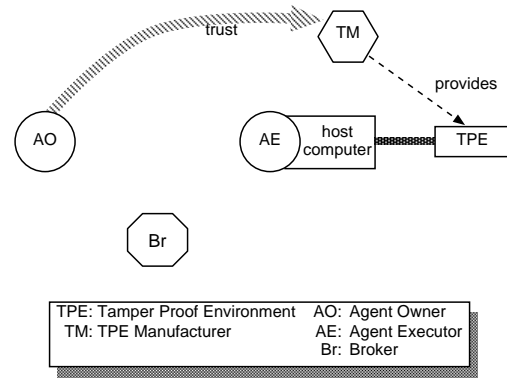 trust
TM
provides
AO
AE
host
computer
TPE
Br
TPE: Tamper Proof Environment AO: Agent Owner
TM: TPE Manufacturer AE: Agent Executor
Br: Broker